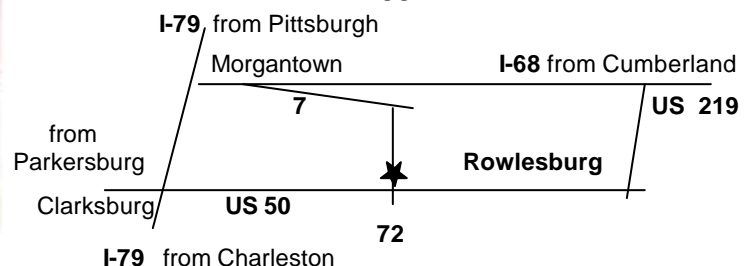 I-79 from Pittsburgh
Morgantown I-68 from Cumberland
7 US 219
from
Parkersburg Rowlesburg
Clarksburg US 50
72
I-79 from Charleston